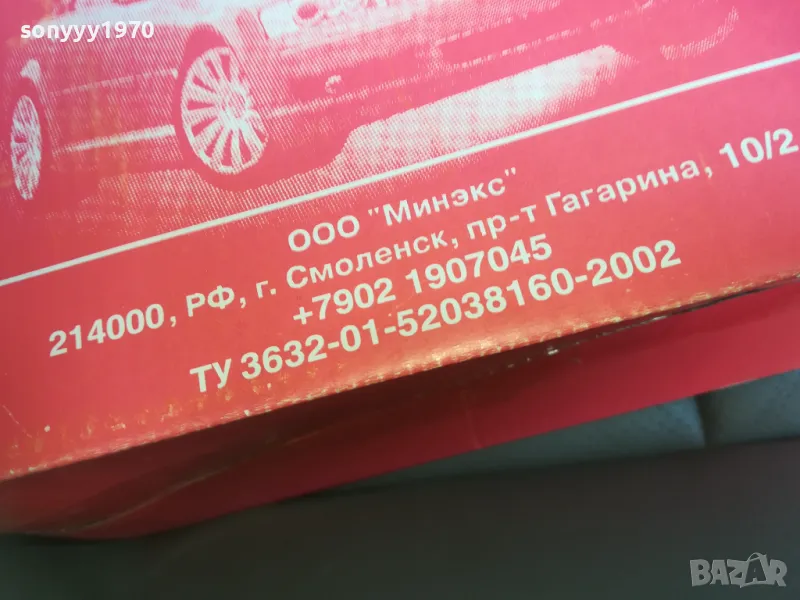 sonyyy1970
ООО "Минэкс"
214000, РФ, г. Смоленск, пр-т Гагарина, 10/2
+7902 1907045
ТУ 3632-01-52038160-2002
BAZAR